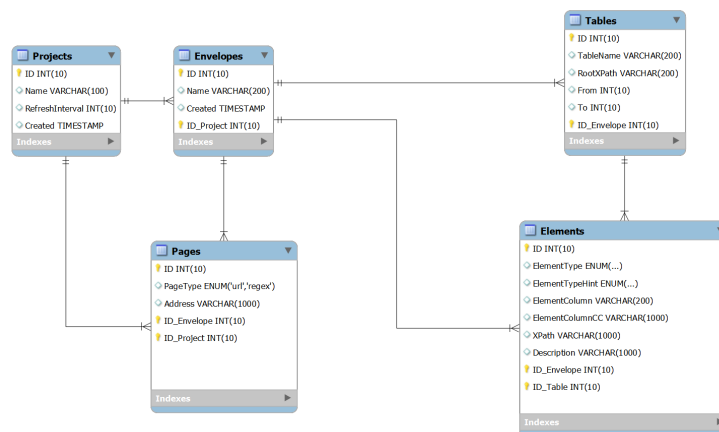 Projects
ID INT(10)
Name VARCHAR(100)
RefreshInterval INT(10)
Created TIMESTAMP
Indexes
Envelopes
ID INT(10)
Name VARCHAR(200)
Created TIMESTAMP
ID_Project INT(10)
Indexes
Tables
ID INT(10)
TableName VARCHAR(200)
RootXPath VARCHAR(200)
From INT(10)
To INT(10)
ID_Envelope INT(10)
Indexes
Pages
ID INT(10)
PageType ENUM('url','regex')
Address VARCHAR(1000)
ID_Envelope INT(10)
ID_Project INT(10)
Indexes
Elements
ID INT(10)
ElementType ENUM(...)
ElementTypeHint ENUM(...)
ElementColumn VARCHAR(200)
ElementColumnCC VARCHAR(1000)
XPath VARCHAR(1000)
Description VARCHAR(1000)
ID_Envelope INT(10)
ID_Table INT(10)
Indexes